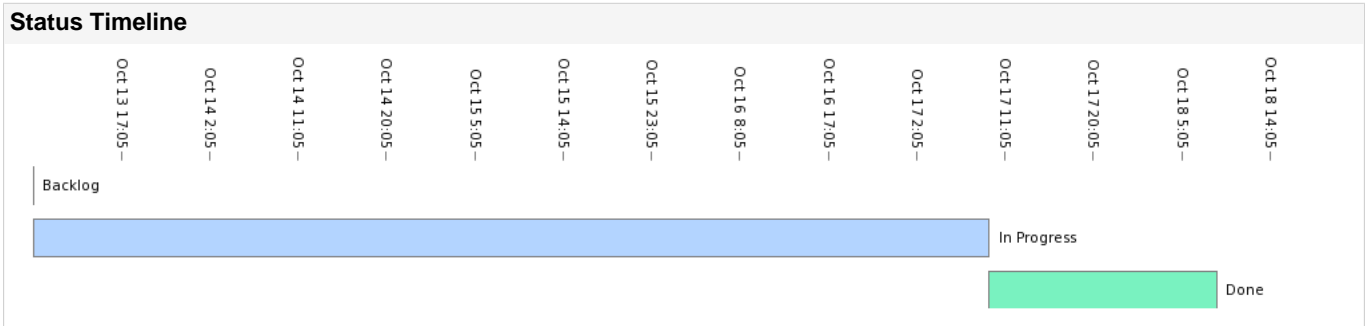 Status Timeline
Oct 13 17:05
Oct 14 2:05
Oct 14 11:05
Oct 14 20:05
Oct 15 5:05
Oct 15 14:05
Oct 15 23:05
Oct 16 8:05
Oct 16 17:05
Oct 17 2:05
Oct 17 11:05
Oct 17 20:05
Oct 18 5:05
Oct 18 14:05
Backlog
In Progress
Done